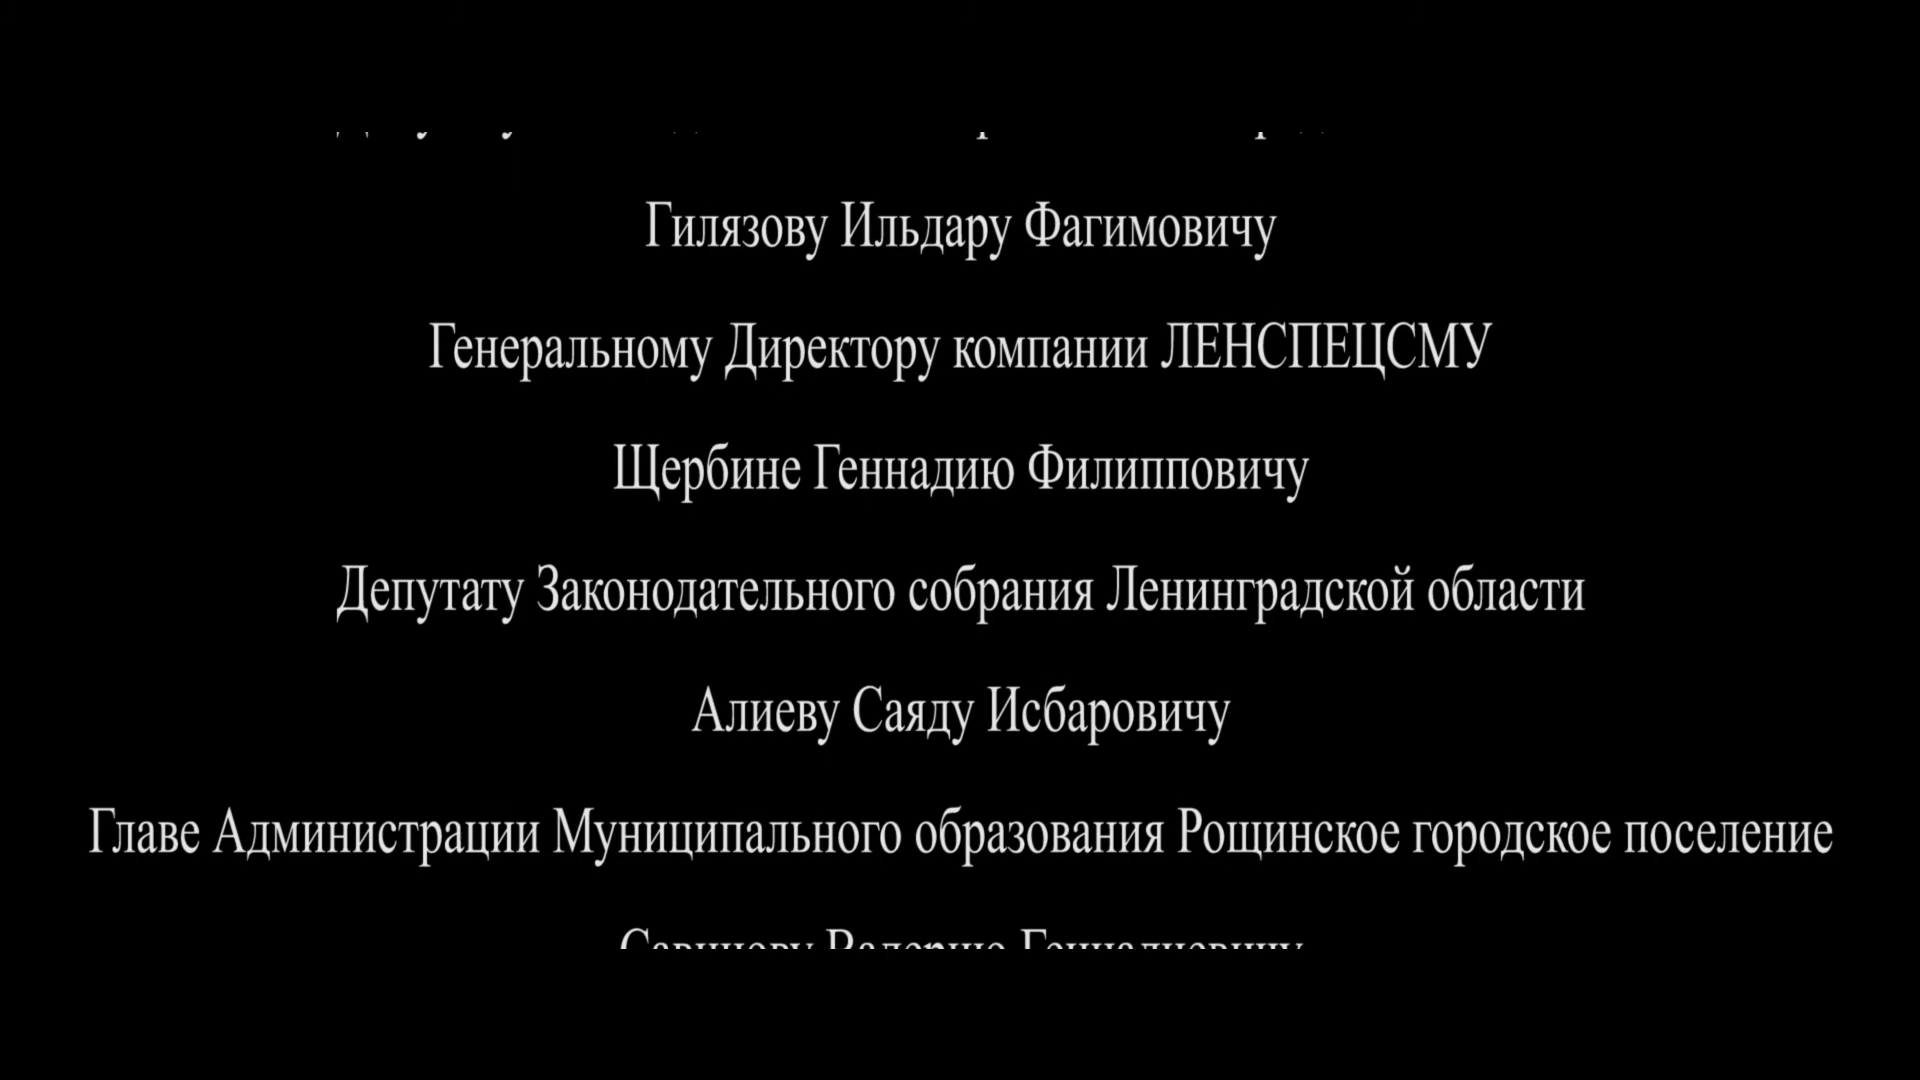 Гилязову Ильдару Фагимовичу
Генеральному Директору компании ЛЕНСПЕЦСМУ
Щербине Геннадию Филипповичу
Депутату Законодательного собрания Ленинградской области
Алиеву Саяду Исбаровичу
Главе Администрации Муниципального образования Рощинское городское поселение